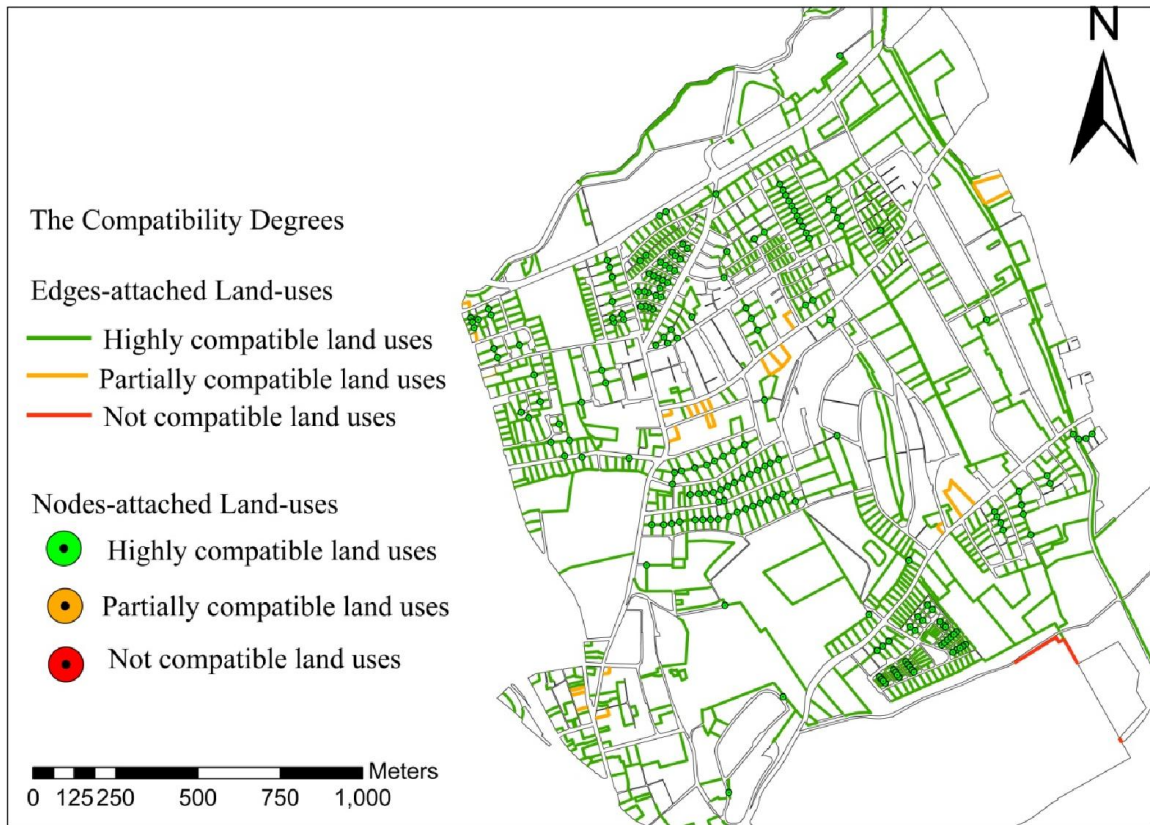 N
The Compatibility Degrees
Edges-attached Land-uses
Highly compatible land uses
Partially compatible land uses
Not compatible land uses
Nodes-attached Land-uses
Highly compatible land uses
Partially compatible land uses
Not compatible land uses
Meters
0 125 250 500 750 1,000